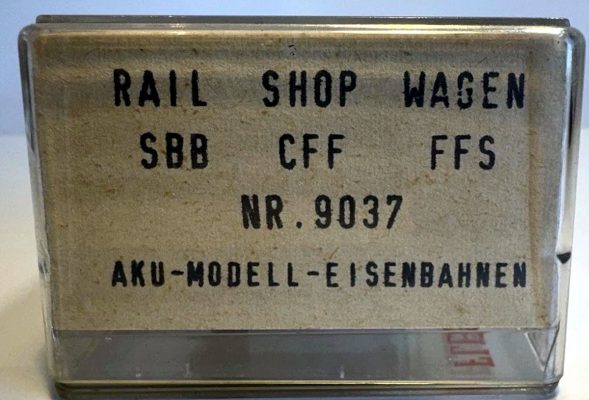 RAIL SHOP WAGEN
SBB CFF FFS
NR.9037
AKU-MODELL-EISENBAHNEN